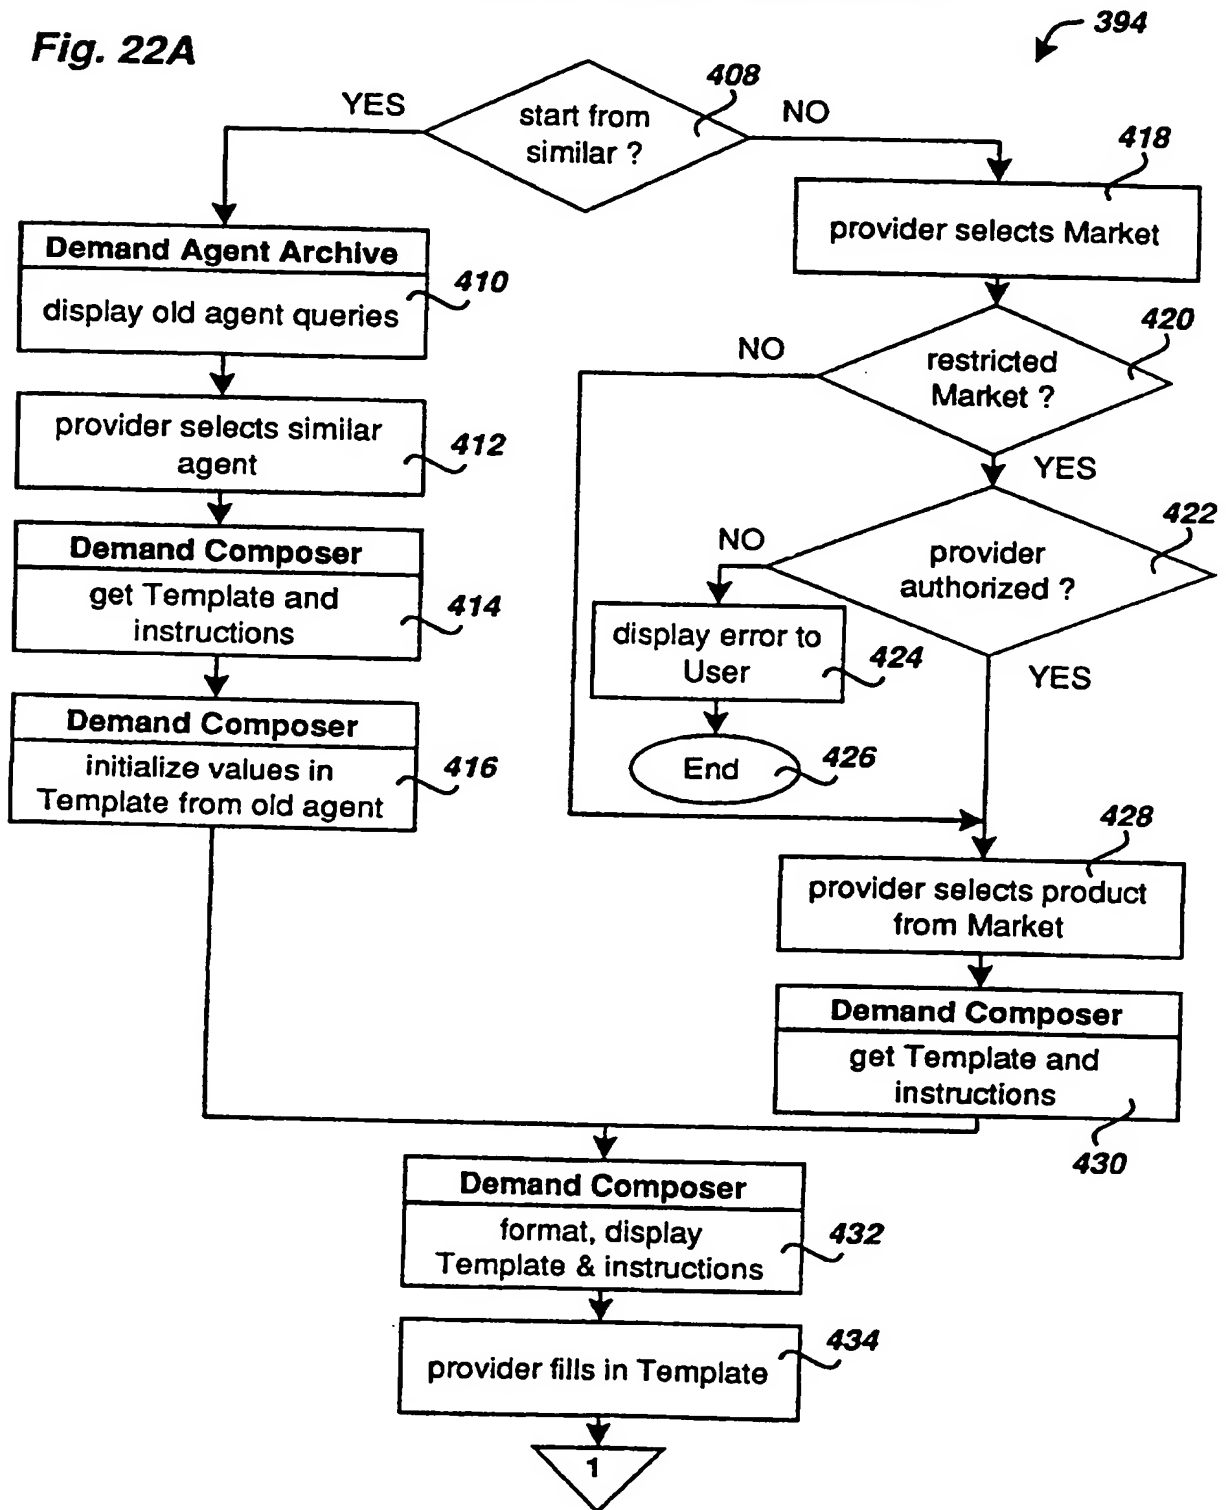 Fig. 22A
394
408
YES
start from
similar ?
NO
418
provider selects Market
Demand Agent Archive
display old agent queries
410
420
NO
restricted
Market ?
YES
provider selects similar
agent
412
422
NO
provider
authorized ?
YES
Demand Composer
get Template and
instructions
414
display error to
User
424
End
426
Demand Composer
initialize values in
Template from old agent
416
428
provider selects product
from Market
Demand Composer
get Template and
instructions
430
Demand Composer
format, display
Template & instructions
432
provider fills in Template
434
1